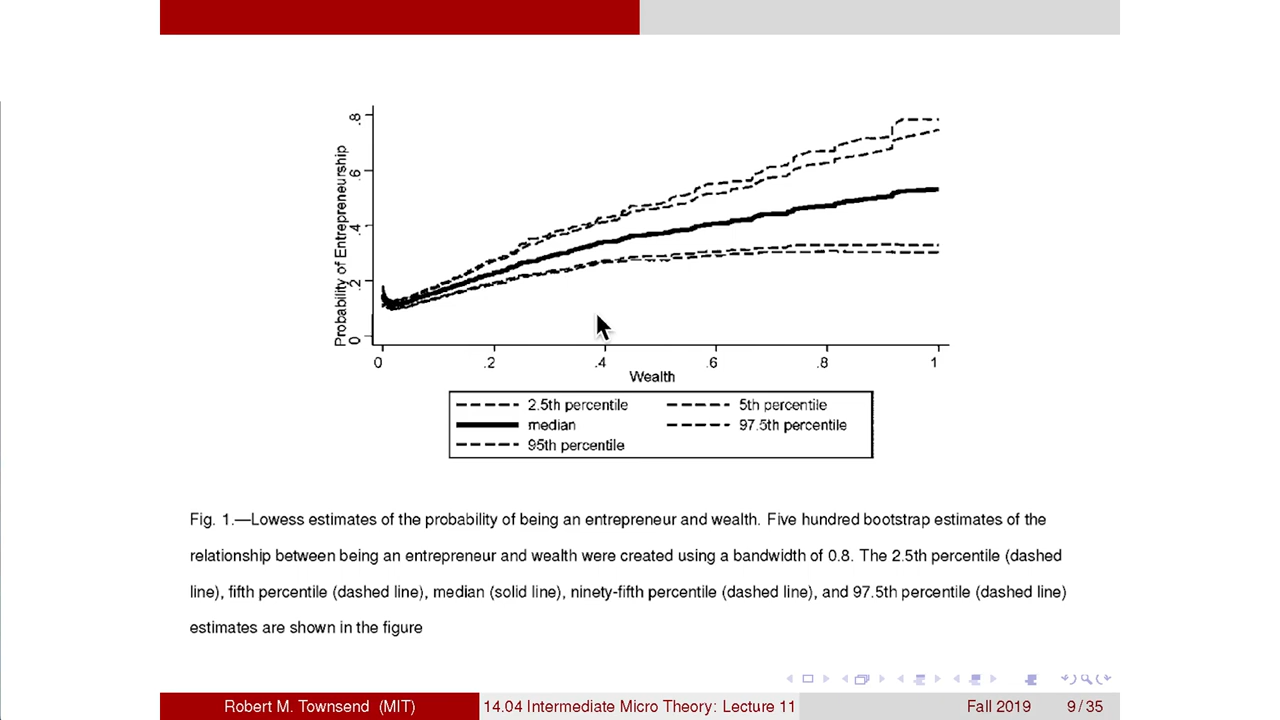 .8
.6
.4
.2
0
Probability of Entrepreneurship
0 .2 .4 .6 .8 1
Wealth
2.5th percentile 5th percentile
median 97.5th percentile
95th percentile
Fig. 1.—Lowess estimates of the probability of being an entrepreneur and wealth. Five hundred bootstrap estimates of the
relationship between being an entrepreneur and wealth were created using a bandwidth of 0.8. The 2.5th percentile (dashed
line), fifth percentile (dashed line), median (solid line), ninety-fifth percentile (dashed line), and 97.5th percentile (dashed line)
estimates are shown in the figure
Robert M. Townsend (MIT) 14.04 Intermediate Micro Theory: Lecture 11 Fall 2019 9 / 35